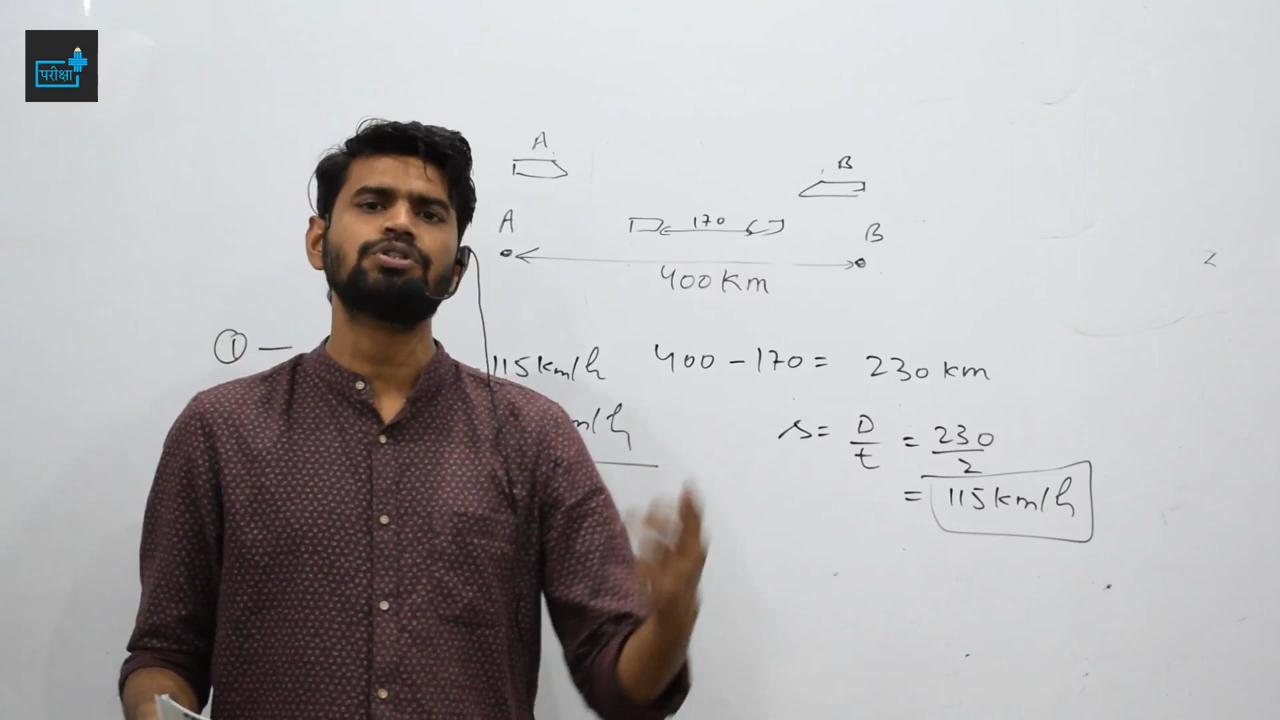 परीक्षा
A
B
A
170
B
400 Km
① — 115 km/h
400 - 170 = 230 km
m/h
s = D/t = 230/2
= 115 km/h